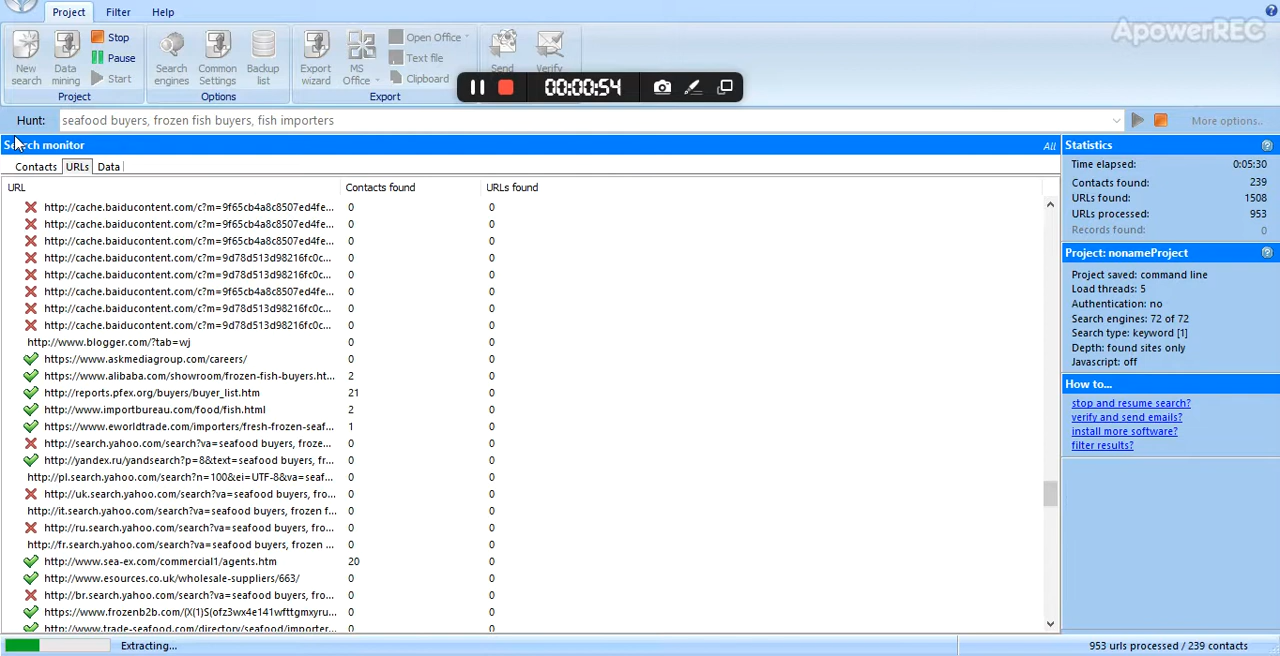 Project Filter Help
ApowerREC
Stop
Pause
Start
New search
Data mining
Search engines
Common Settings
Backup list
Export wizard
MS Office
Open Office
Text file
Clipboard
Send
Verify
Project Options Export
00:00:54
Hunt: seafood buyers, frozen fish buyers, fish importers More options..
Search monitor All
Contacts URLs Data
URL Contacts found URLs found
http://cache.baiducontent.com/c?m=9f65cb4a8c8507ed4fe... 0 0
http://cache.baiducontent.com/c?m=9f65cb4a8c8507ed4fe... 0 0
http://cache.baiducontent.com/c?m=9f65cb4a8c8507ed4fe... 0 0
http://cache.baiducontent.com/c?m=9d78d513d98216fc0c... 0 0
http://cache.baiducontent.com/c?m=9d78d513d98216fc0c... 0 0
http://cache.baiducontent.com/c?m=9f65cb4a8c8507ed4fe... 0 0
http://cache.baiducontent.com/c?m=9d78d513d98216fc0c... 0 0
http://cache.baiducontent.com/c?m=9d78d513d98216fc0c... 0 0
http://www.blogger.com/?tab=wj 0 0
https://www.askmediagroup.com/careers/ 0 0
https://www.alibaba.com/showroom/frozen-fish-buyers.ht... 2 0
http://reports.pfex.org/buyers/buyer_list.htm 21 0
http://www.importbureau.com/food/fish.html 2 0
http://www.eworldtrade.com/importers/fresh-frozen-seaf... 1 0
http://search.yahoo.com/search?va=seafood buyers, froze... 0 0
http://yandex.ru/yandsearch?p=8&text=seafood buyers, fr... 0 0
http://pl.search.yahoo.com/search?n=100&ei=UTF-8&va=seaf... 0 0
http://uk.search.yahoo.com/search?va=seafood buyers, fro... 0 0
http://it.search.yahoo.com/search?va=seafood buyers, froze... 0 0
http://ru.search.yahoo.com/search?va=seafood buyers, fro... 0 0
http://fr.search.yahoo.com/search?va=seafood buyers, frozen ... 0 0
http://www.sea-ex.com/commercial1/agents.htm 20 0
http://www.esources.co.uk/wholesale-suppliers/663/ 0 0
http://br.search.yahoo.com/search?va=seafood buyers, fro... 0 0
https://www.frozenb2b.com/(X(1)S(ofz3wx4e141wfttgmxyru... 0 0
http://www.trade-seafood.com/directory/seafood/importer... 0 0
Statistics
Time elapsed: 0:05:30
Contacts found: 239
URLs found: 1508
URLs processed: 953
Records found: 0
Project: nonameProject
Project saved: command line
Load threads: 5
Authentication: no
Search engines: 72 of 72
Search type: keyword [1]
Depth: found sites only
Javascript: off
How to...
stop and resume search?
verify and send emails?
install more software?
filter results?
Extracting... 953 urls processed / 239 contacts